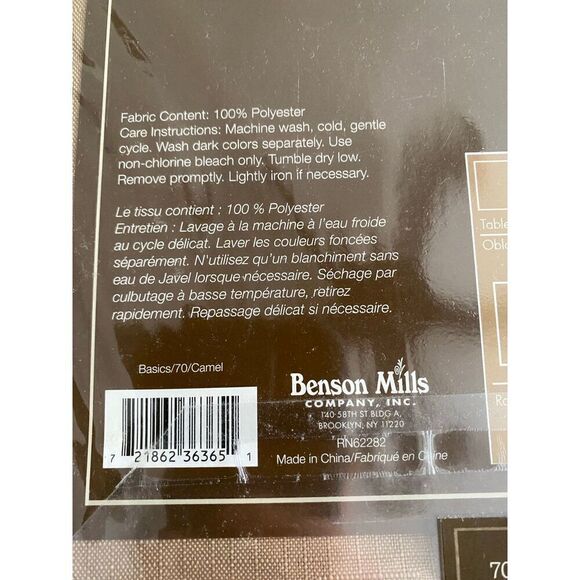 Fabric Content: 100% Polyester
Care Instructions: Machine wash, cold, gentle
cycle. Wash dark colors separately. Use
non-chlorine bleach only. Tumble dry low.
Remove promptly. Lightly iron if necessary.
Le tissu contient : 100 % Polyester
Entretien : Lavage à la machine à l'eau froide
au cycle délicat. Laver les couleurs foncées
séparément. N'utilisez qu'un blanchiment sans
eau de Javel lorsque nécessaire. Séchage par
culbutage à basse température, retirez
rapidement. Repassage délicat si nécessaire.
Basics/70/Camel
7 21862 36365 1
Benson Mills
COMPANY, INC.
140 58TH ST BLDG A,
BROOKLYN, NY 11220
RN62282
Made in China/Fabriqué en Chine
Table
Oblo
70